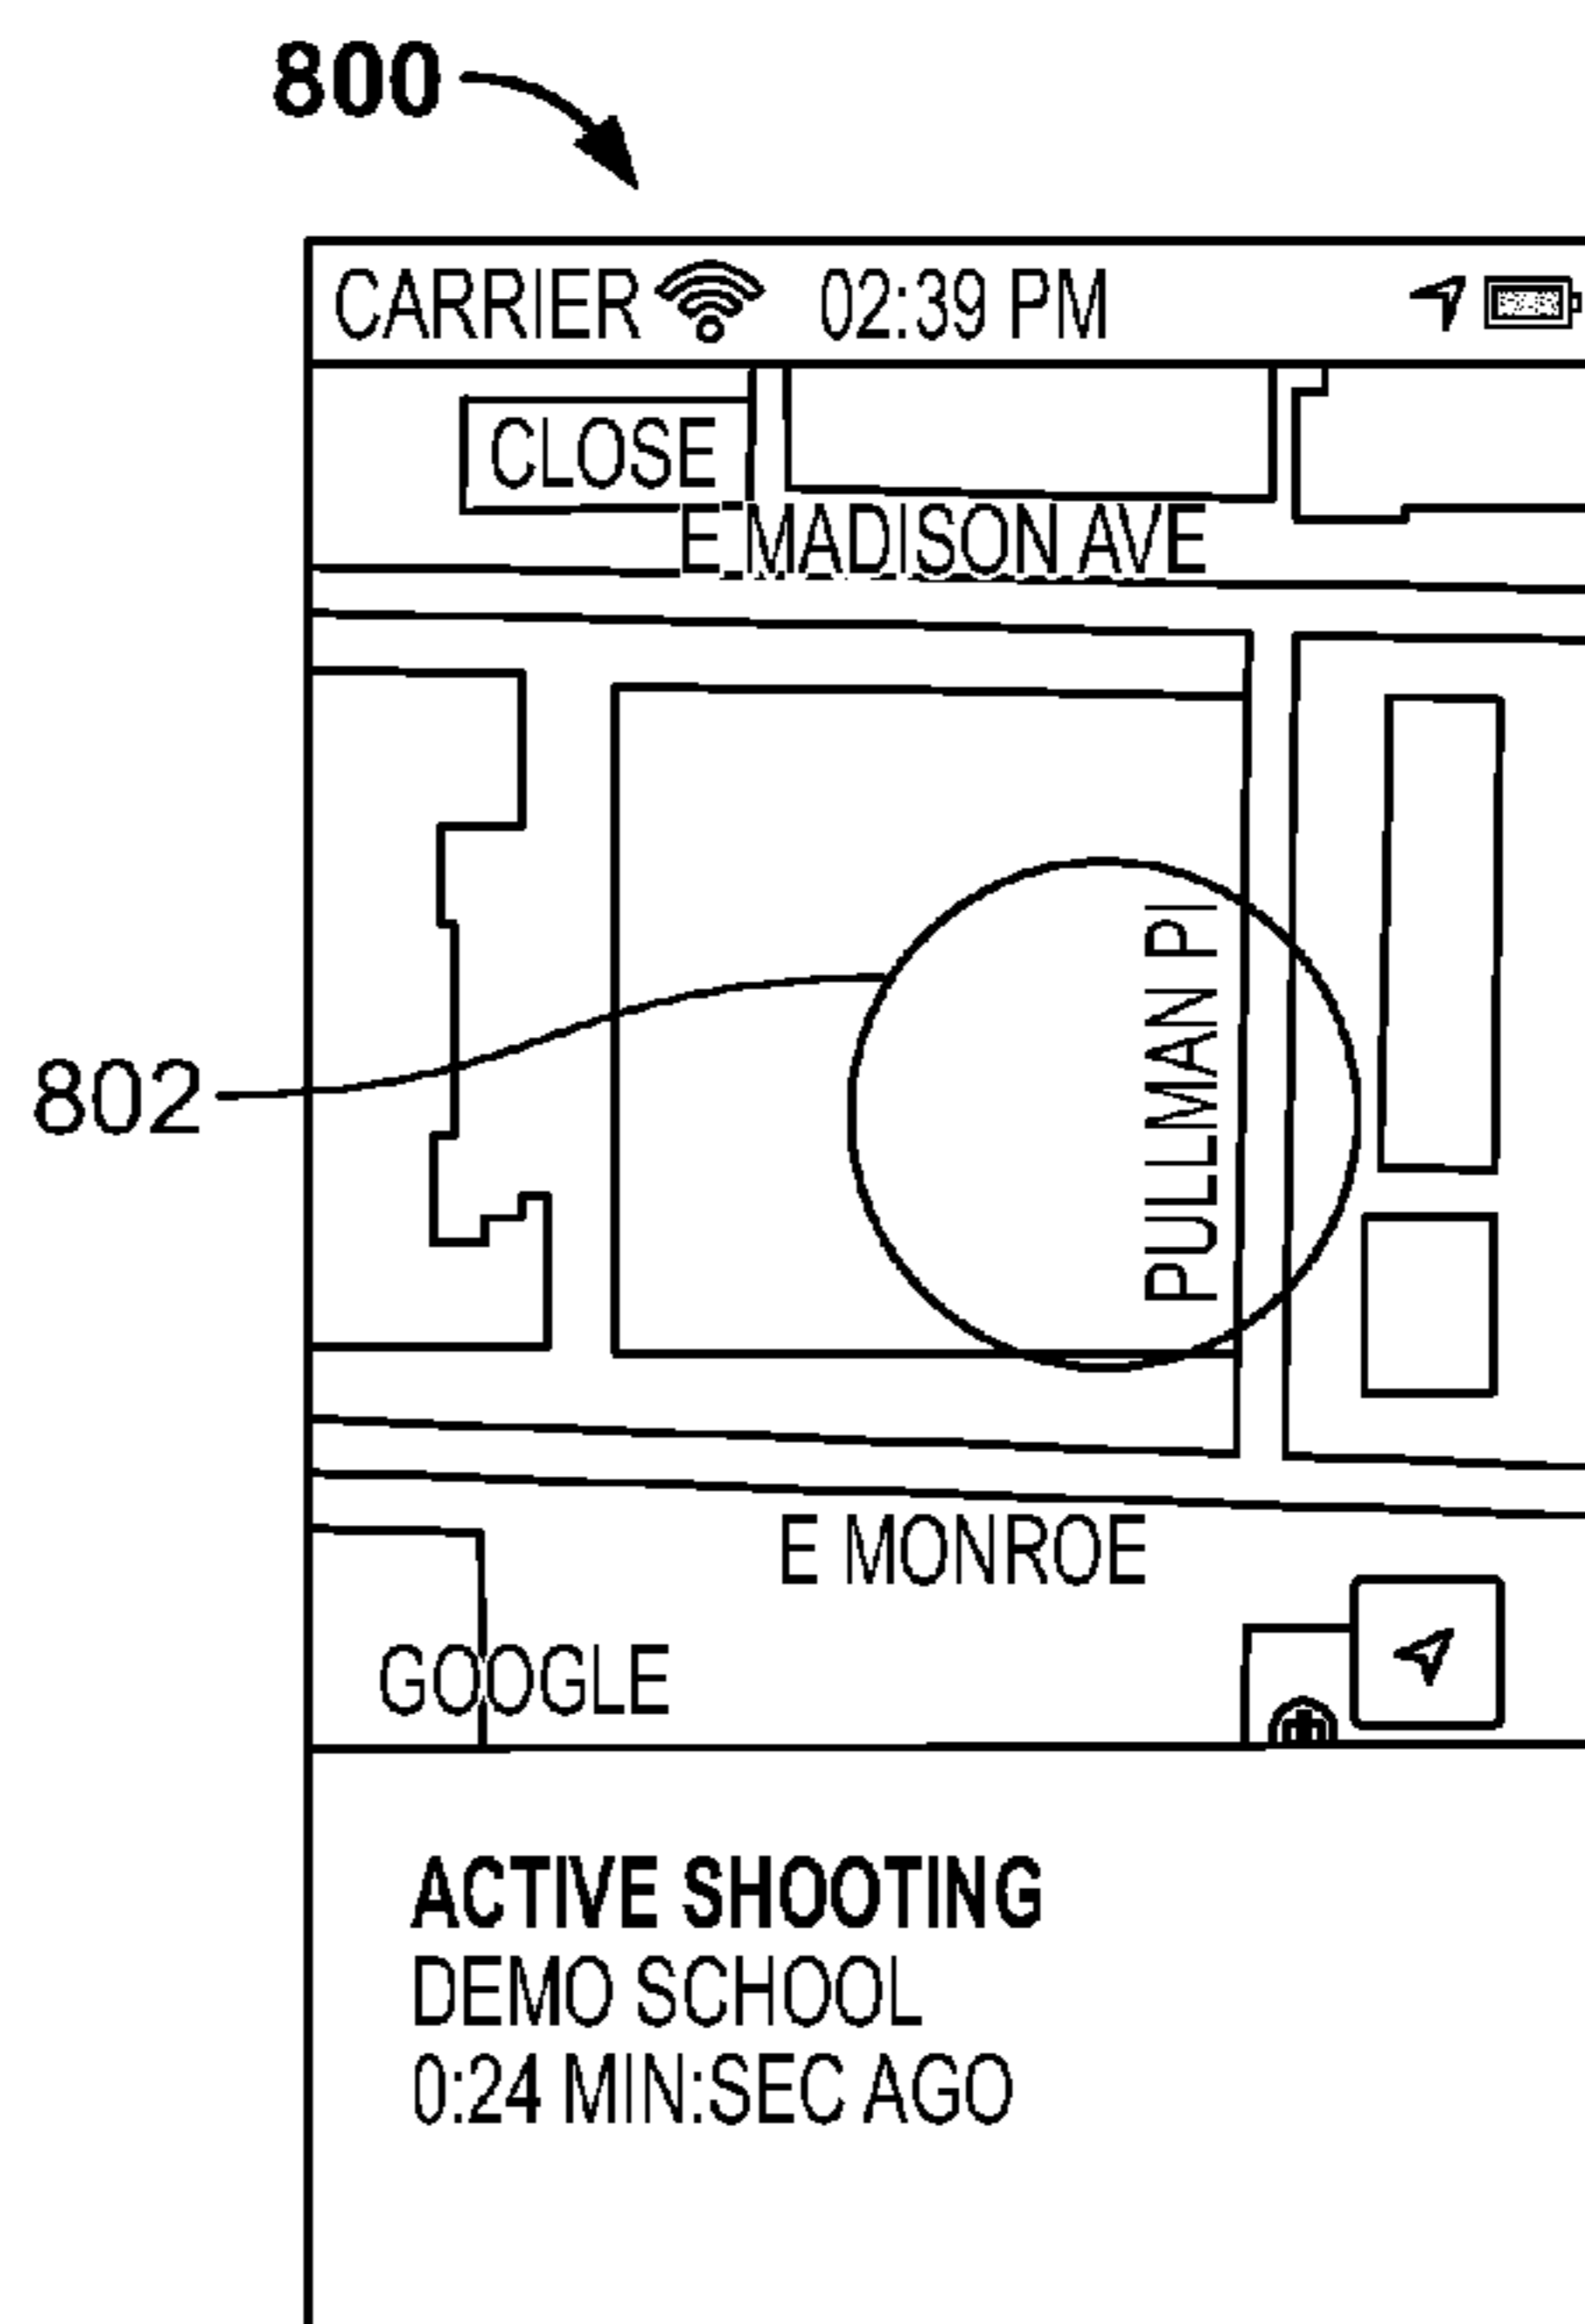 800
CARRIER 02:39 PM
CLOSE
E MADISON AVE
PULLMAN Pl
802
E MONROE
GOOGLE
ACTIVE SHOOTING
DEMO SCHOOL
0:24 MIN:SEC AGO